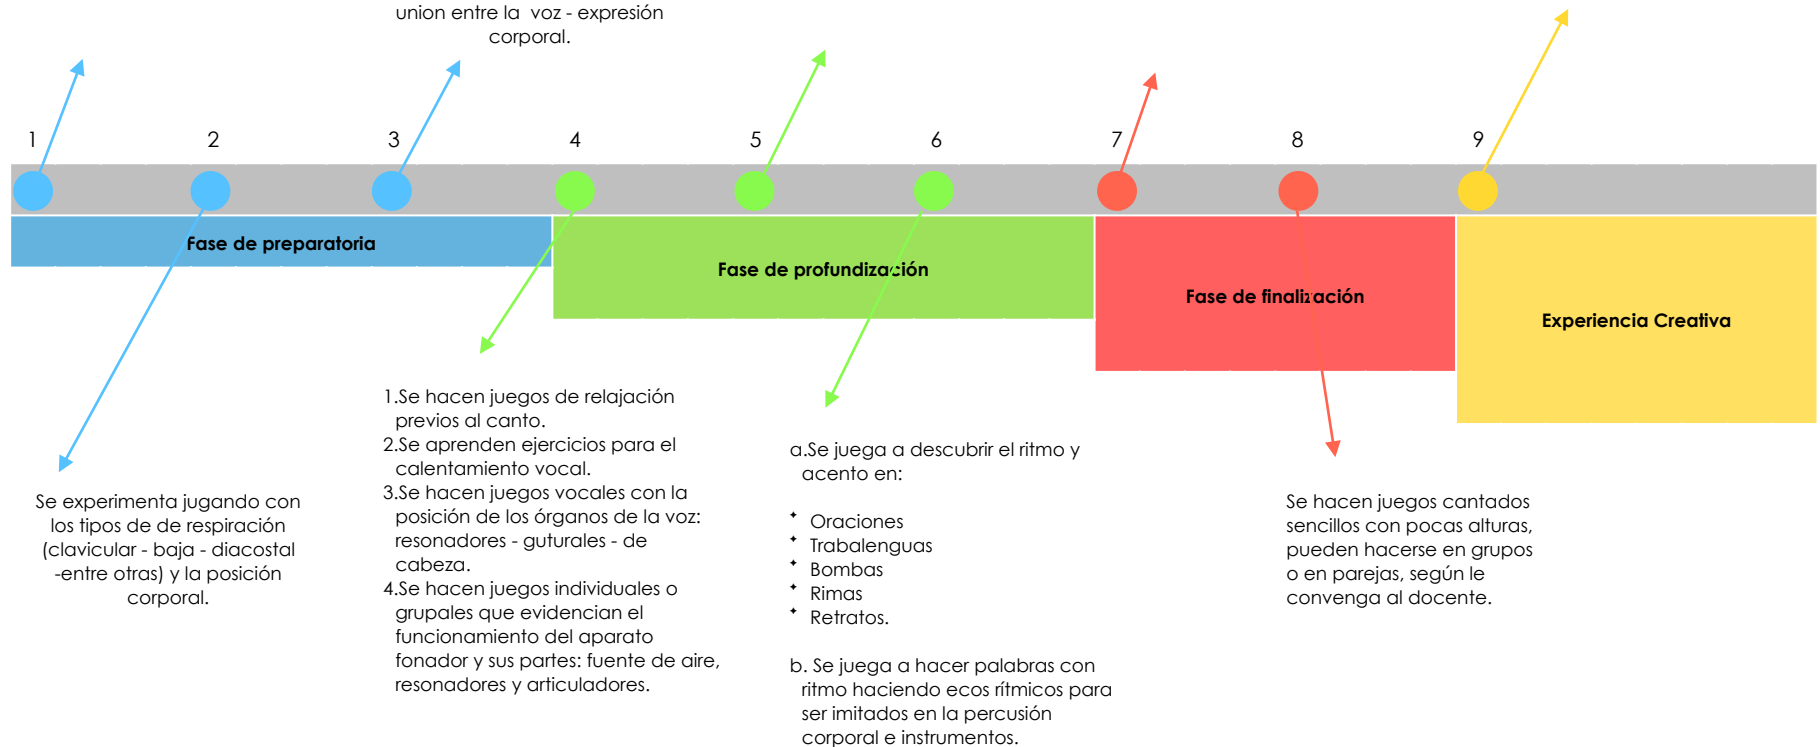 union entre la voz - expresión
corporal.
1
2
3
4
5
6
7
8
9
Fase de preparatoria
Fase de profundización
Fase de finalización
Experiencia Creativa
Se experimenta jugando con
los tipos de de respiración
(clavicular - baja - diacostal
-entre otras) y la posición
corporal.
1.Se hacen juegos de relajación
previos al canto.
2.Se aprenden ejercicios para el
calentamiento vocal.
3.Se hacen juegos vocales con la
posición de los órganos de la voz:
resonadores - guturales - de
cabeza.
4.Se hacen juegos individuales o
grupales que evidencian el
funcionamiento del aparato
fonador y sus partes: fuente de aire,
resonadores y articuladores.
a.Se juega a descubrir el ritmo y
acento en:
Oraciones
Trabalenguas
Bombas
Rimas
Retratos.
b. Se juega a hacer palabras con
ritmo haciendo ecos rítmicos para
ser imitados en la percusión
corporal e instrumentos.
Se hacen juegos cantados
sencillos con pocas alturas,
pueden hacerse en grupos
o en parejas, según le
convenga al docente.